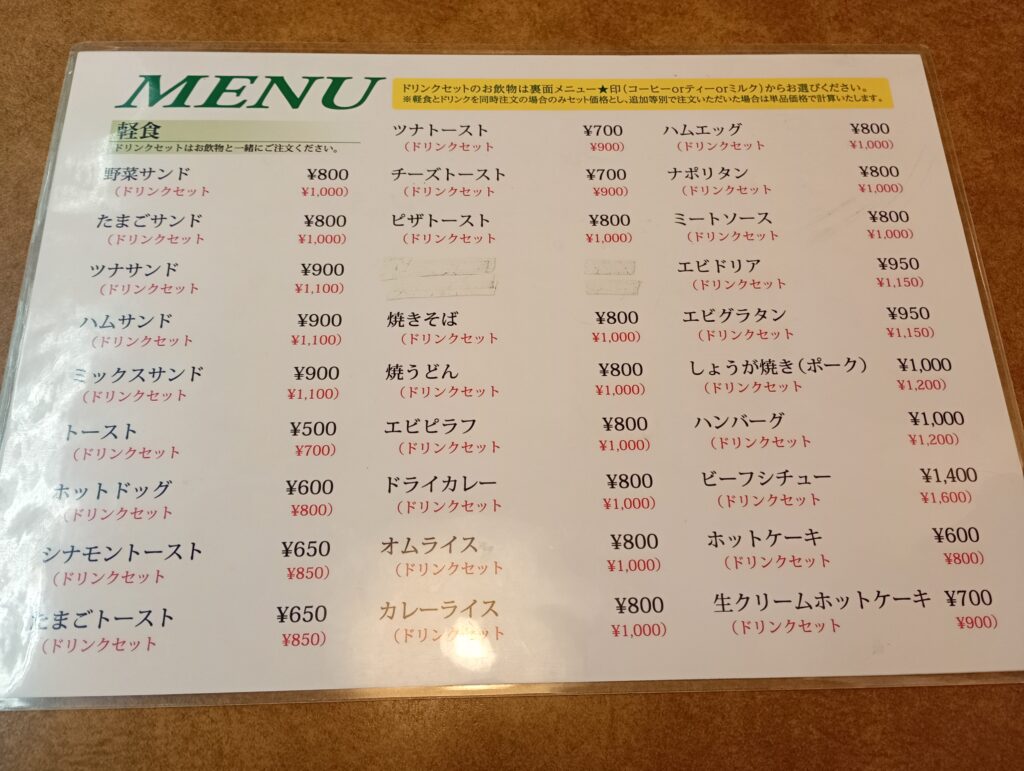 MENU
ドリンクセットのお飲物は裏面メニュー★印(コーヒーorティーorミルク)からお選びください。
※軽食とドリンクを同時注文の場合のみセット価格とし、追加等別で注文いただいた場合は単品価格で計算いたします。
軽食
ドリンクセットはお飲物と一緒にご注文ください。
野菜サンド ¥800
(ドリンクセット ¥1,000)
たまごサンド ¥800
(ドリンクセット ¥1,000)
ツナサンド ¥900
(ドリンクセット ¥1,100)
ハムサンド ¥900
(ドリンクセット ¥1,100)
ミックスサンド ¥900
(ドリンクセット ¥1,100)
トースト ¥500
(ドリンクセット ¥700)
ホットドッグ ¥600
(ドリンクセット ¥800)
シナモントースト ¥650
(ドリンクセット ¥850)
たまごトースト ¥650
(ドリンクセット ¥850)
ツナトースト ¥700
(ドリンクセット ¥900)
チーズトースト ¥700
(ドリンクセット ¥900)
ピザトースト ¥800
(ドリンクセット ¥1,000)
焼きそば ¥800
(ドリンクセット ¥1,000)
焼うどん ¥800
(ドリンクセット ¥1,000)
エビピラフ ¥800
(ドリンクセット ¥1,000)
ドライカレー ¥800
(ドリンクセット ¥1,000)
オムライス ¥800
(ドリンクセット ¥1,000)
カレーライス ¥800
(ドリンクセット ¥1,000)
ハムエッグ ¥800
(ドリンクセット ¥1,000)
ナポリタン ¥800
(ドリンクセット ¥1,000)
ミートソース ¥800
(ドリンクセット ¥1,000)
エビドリア ¥950
(ドリンクセット ¥1,150)
エビグラタン ¥950
(ドリンクセット ¥1,150)
しょうが焼き(ポーク) ¥1,000
(ドリンクセット ¥1,200)
ハンバーグ ¥1,000
(ドリンクセット ¥1,200)
ビーフシチュー ¥1,400
(ドリンクセット ¥1,600)
ホットケーキ ¥600
(ドリンクセット ¥800)
生クリームホットケーキ ¥700
(ドリンクセット ¥900)